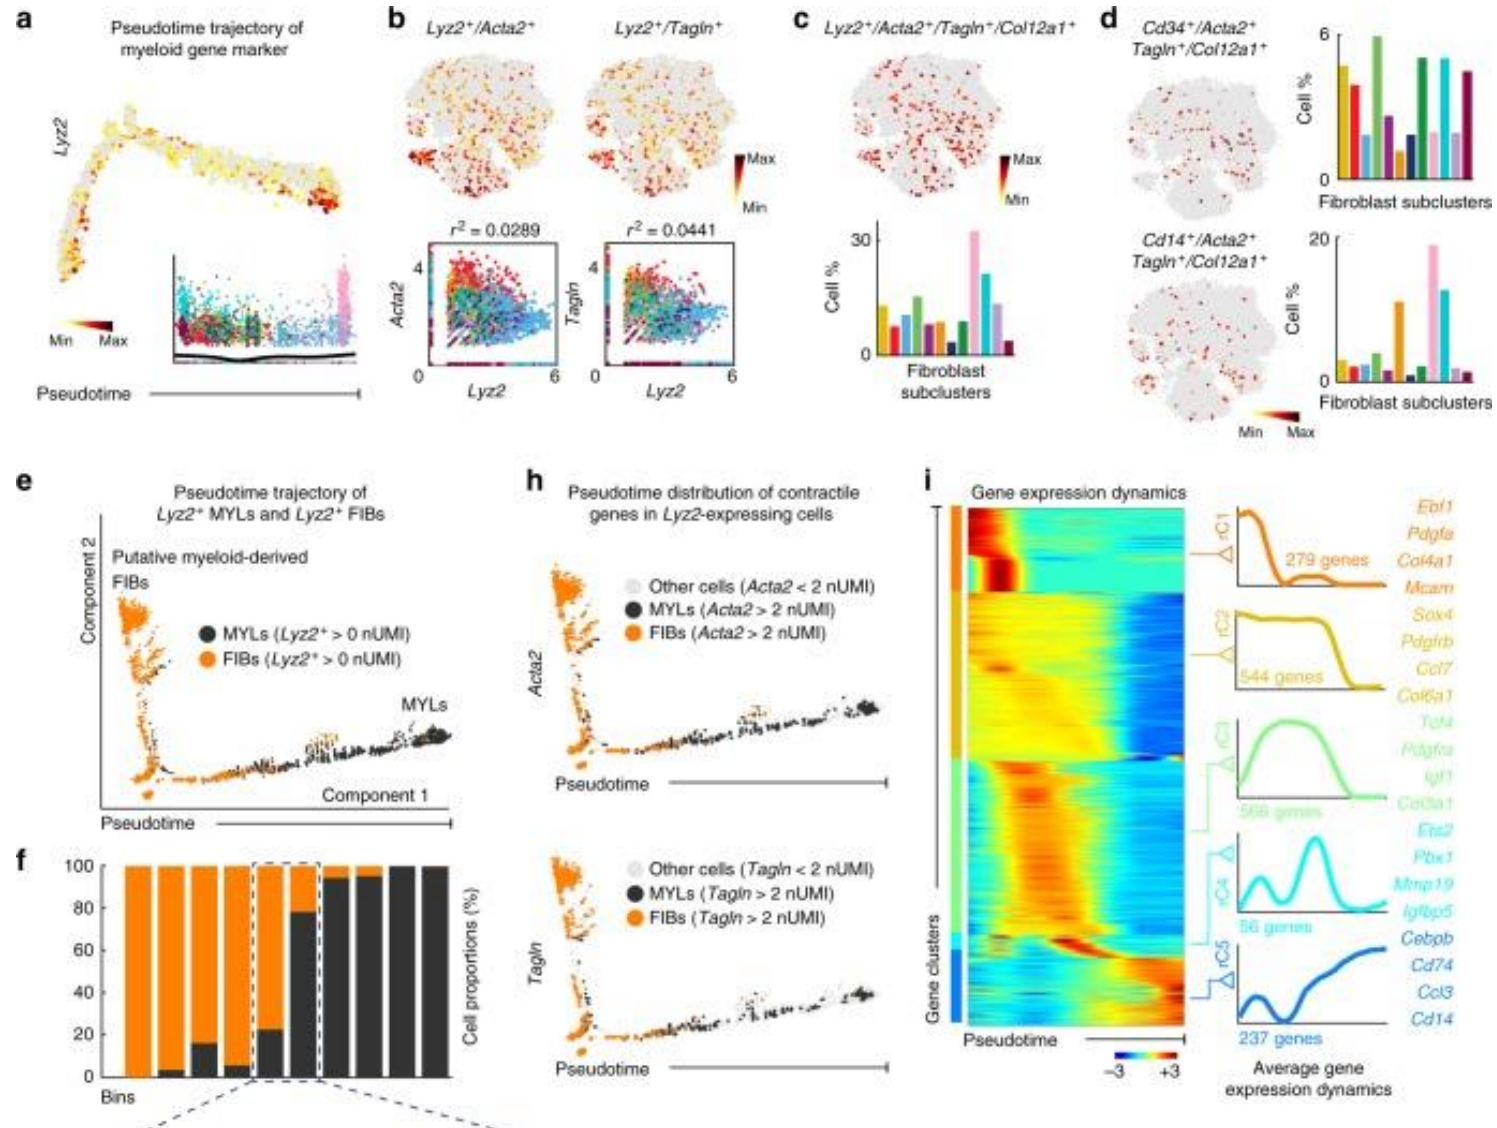 a
Pseudotime trajectory of
myeloid gene marker
Lyz2
Min Max
Pseudotime
b
Lyz2+/Acta2+
Lyz2+/Tagln+
Max
Min
r2 = 0.0289
r2 = 0.0441
4
Acta2
0
6
Lyz2
4
Tagln
0
6
Lyz2
c
Lyz2+/Acta2+/Tagln+/Col12a1+
Max
Min
30
Cell %
0
Fibroblast
subclusters
d
Cd34+/Acta2+
Tagln+/Col12a1+
6
Cell %
0
Fibroblast subclusters
Cd14+/Acta2+
Tagln+/Col12a1+
20
Cell %
0
Fibroblast subclusters
Min Max
e
Pseudotime trajectory of
Lyz2+ MYLs and Lyz2+ FIBs
Component 2
Putative myeloid-derived
FIBs
MYLs (Lyz2+ > 0 nUMI)
FIBs (Lyz2+ > 0 nUMI)
MYLs
Component 1
Pseudotime
f
100
80
60
40
20
0
Cell proportions (%)
Bins
h
Pseudotime distribution of contractile
genes in Lyz2-expressing cells
Other cells (Acta2 < 2 nUMI)
MYLs (Acta2 > 2 nUMI)
FIBs (Acta2 > 2 nUMI)
Acta2
Pseudotime
Other cells (Tagln < 2 nUMI)
MYLs (Tagln > 2 nUMI)
FIBs (Tagln > 2 nUMI)
Tagln
Pseudotime
i
Gene expression dynamics
Gene clusters
Pseudotime
−3 +3
rC1
279 genes
Ebf1
Pdgfa
Col4a1
Mcam
rC2
544 genes
Sox4
Pdgfrb
Ccl7
Col6a1
rC3
566 genes
Tcf4
Pdgfra
Igf1
Col3a1
rC4
56 genes
Ets2
Pbx1
Mmp19
Igfbp5
rC5
237 genes
Cebpb
Cd74
Ccl3
Cd14
Average gene
expression dynamics